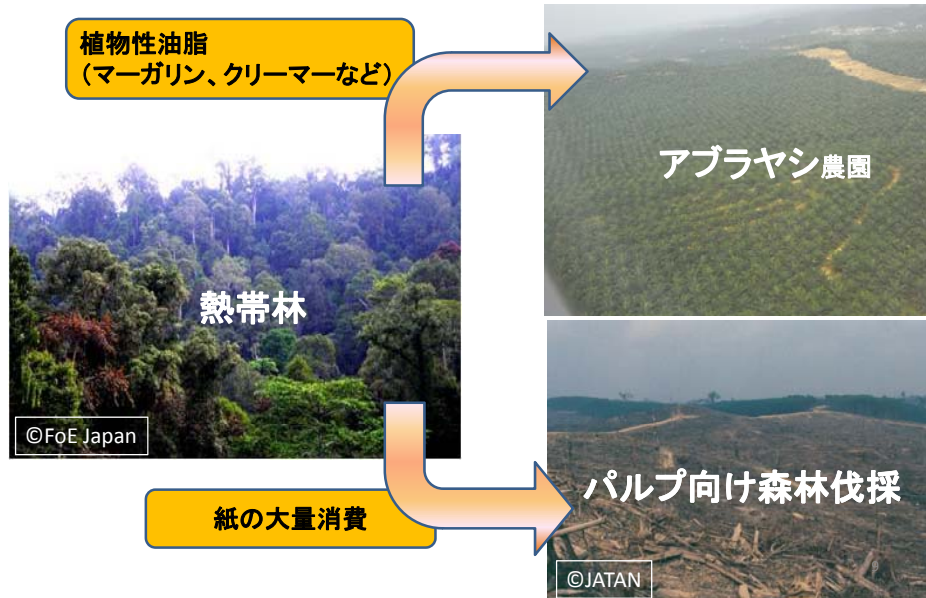 植物性油脂
（マーガリン、クリーマーなど）
アブラヤシ農園
熱帯林
©FoE Japan
パルプ向け森林伐採
紙の大量消費
©JATAN